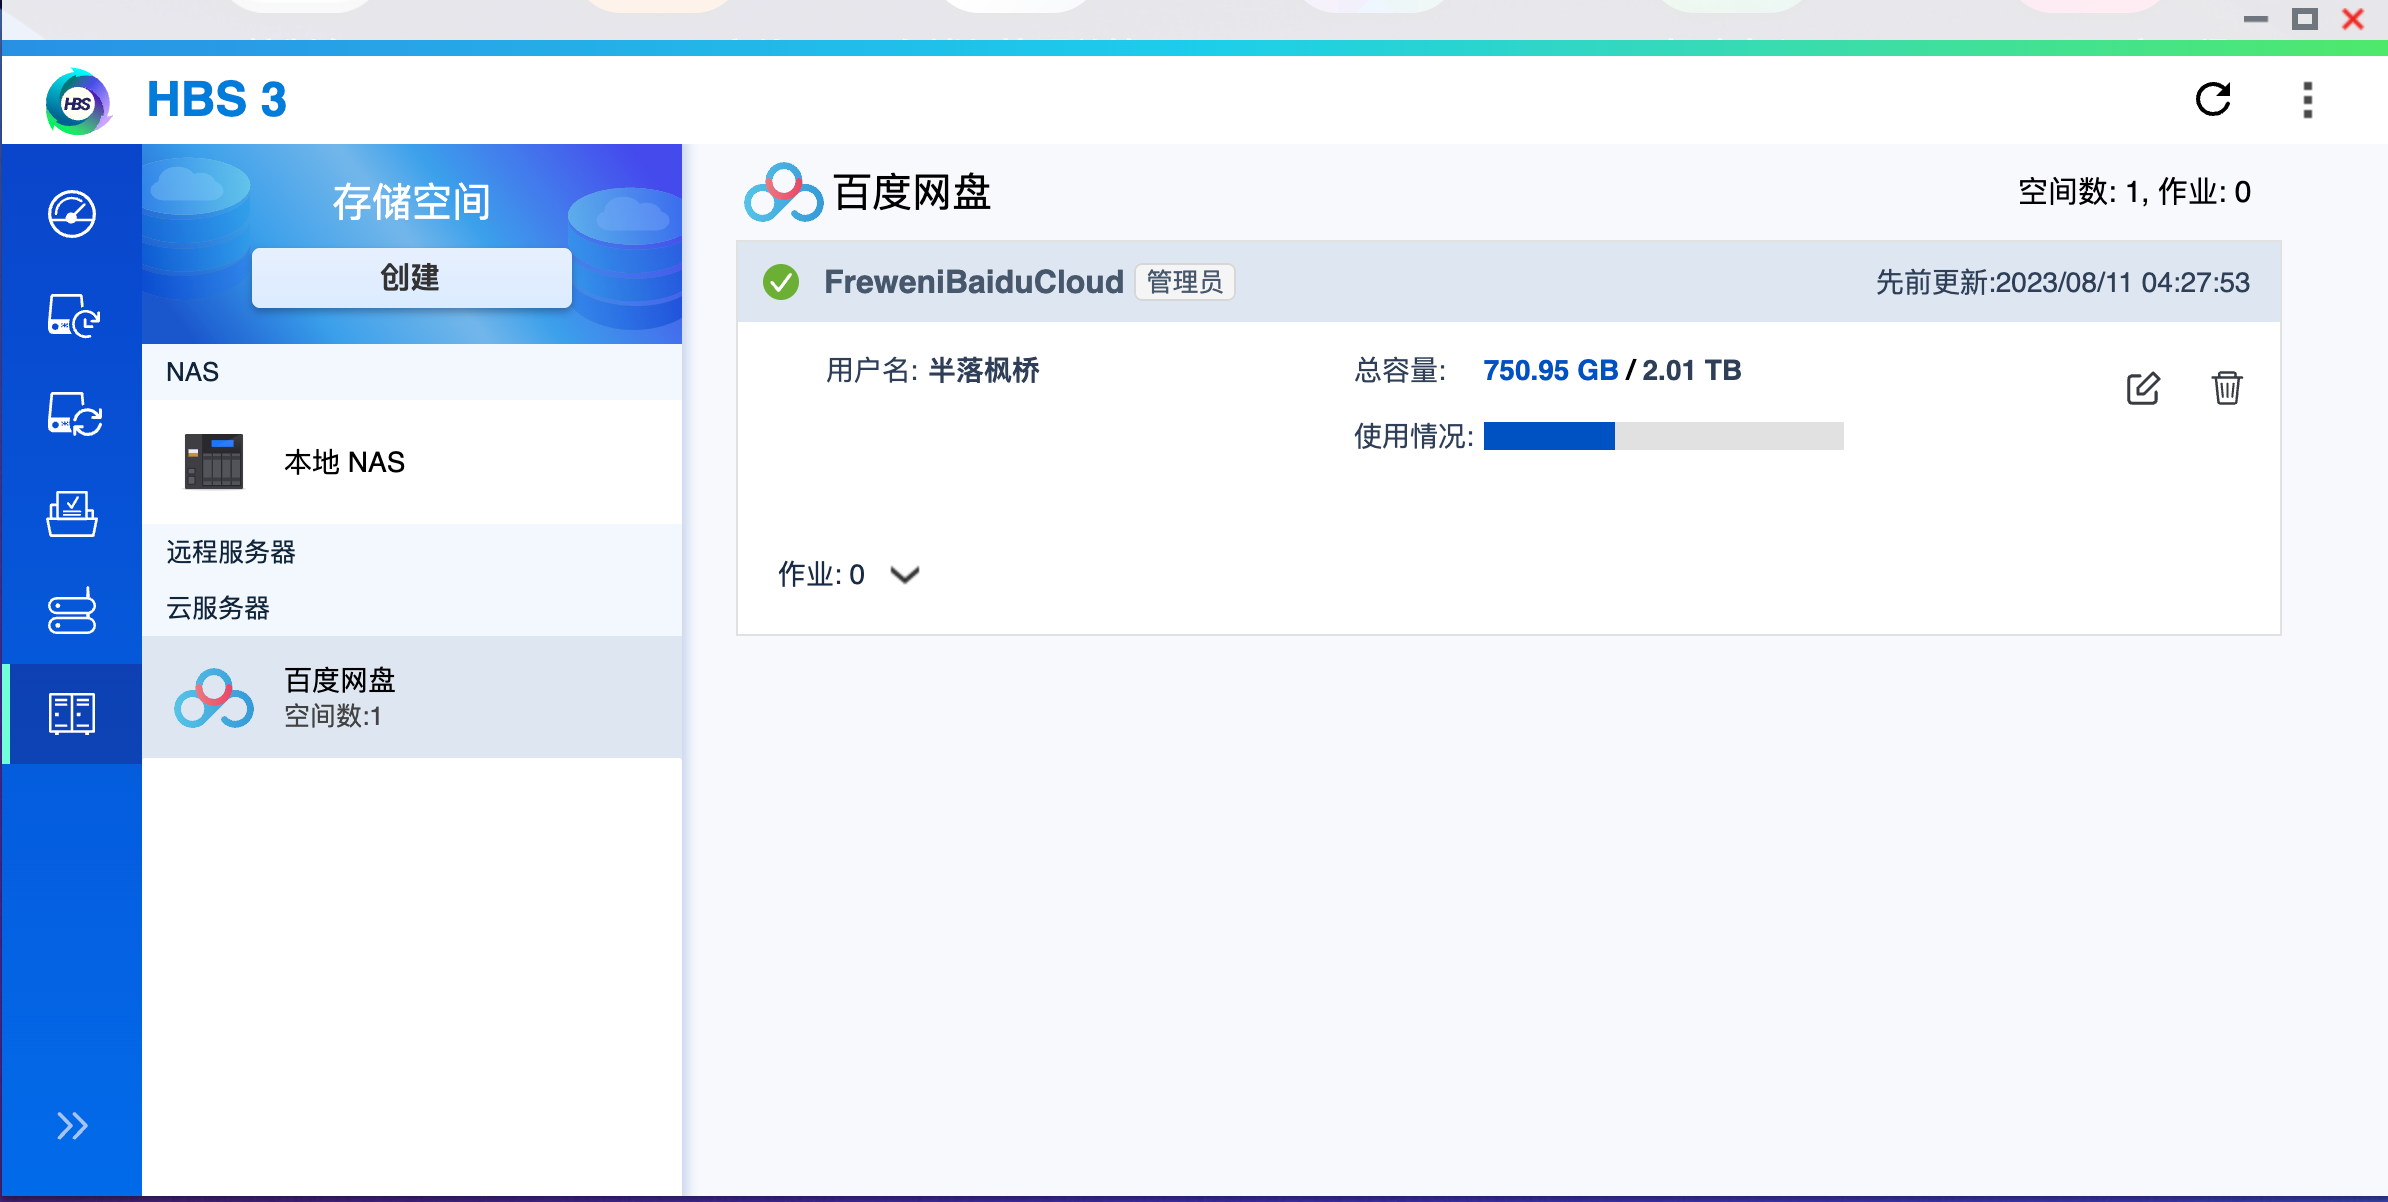 HBS
HBS 3
存储空间
创建
NAS
本地 NAS
远程服务器
云服务器
百度网盘
空间数:1
百度网盘
空间数: 1, 作业: 0
FreweniBaiduCloud
管理员
先前更新:2023/08/11 04:27:53
用户名: 半落枫桥
总容量: 750.95 GB / 2.01 TB
使用情况:
作业: 0